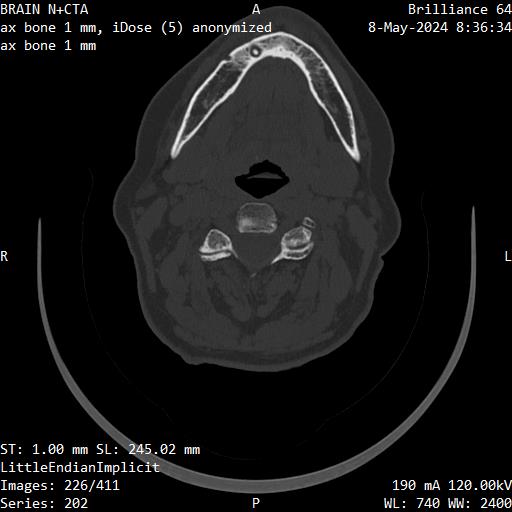 BRAIN N+CTA
A
Brilliance 64
ax bone 1 mm, iDose (5) anonymized
8-May-2024 8:36:34
ax bone 1 mm
R
L
ST: 1.00 mm SL: 245.02 mm
LittleEndianImplicit
Images: 226/411
190 mA 120.00kV
Series: 202
P
WL: 740 WW: 2400